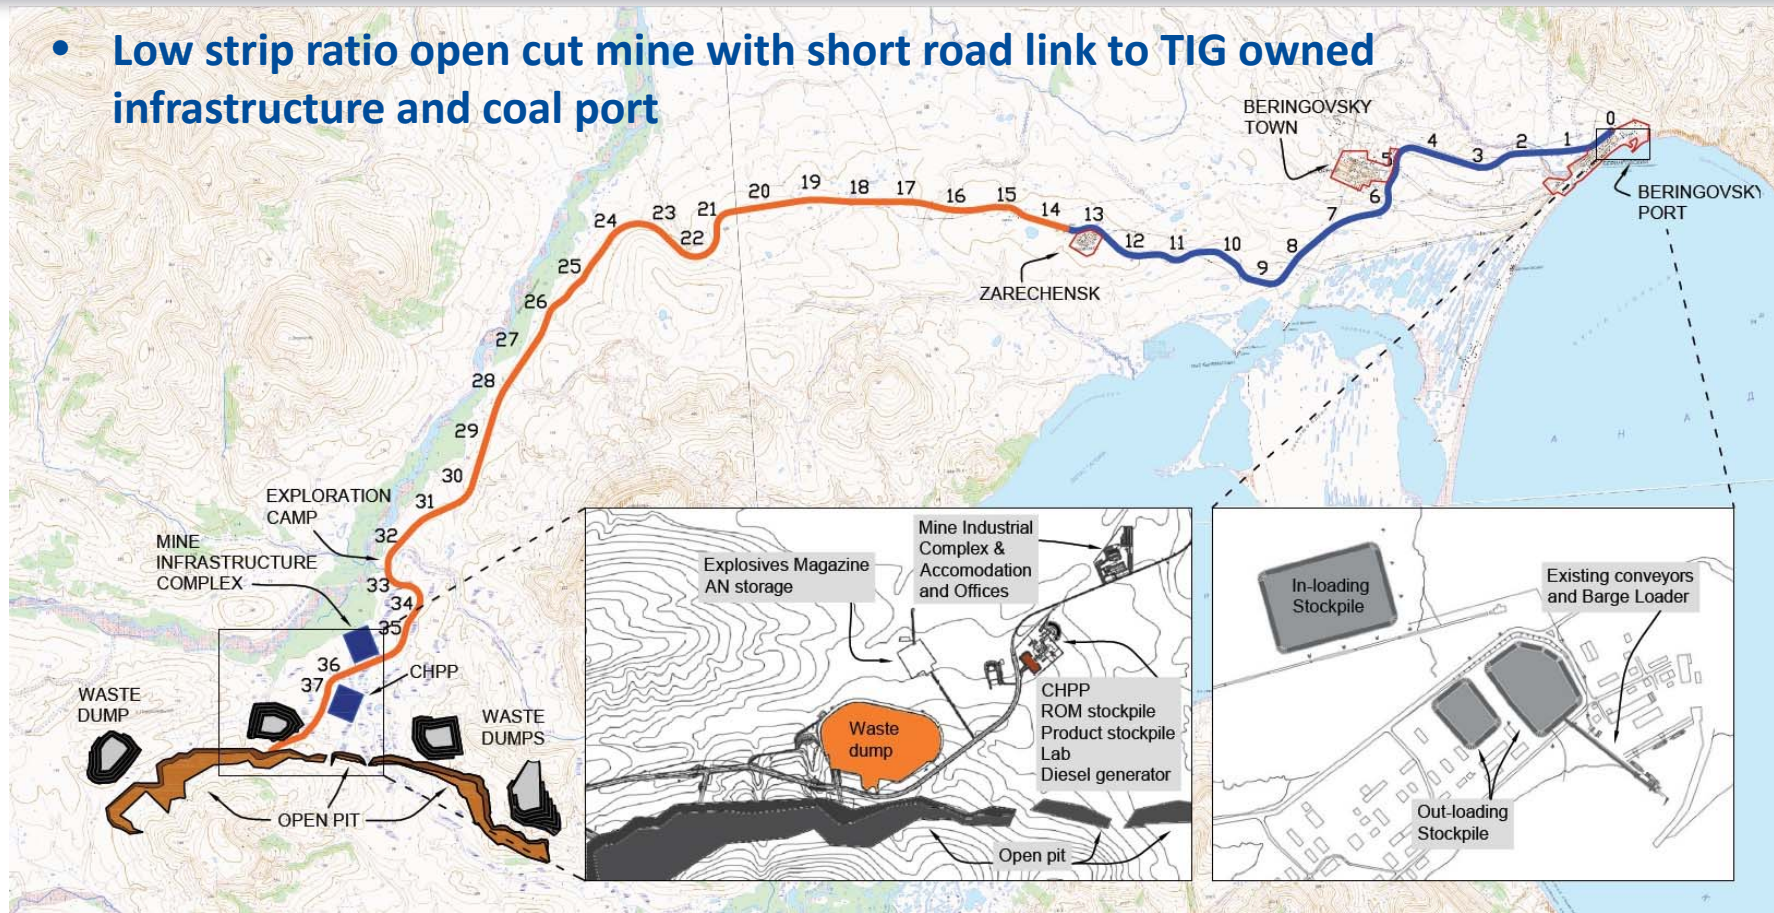 • Low strip ratio open cut mine with short road link to TIG owned
infrastructure and coal port
BERINGOVSKY
TOWN
0
1
2
3
4
5
6
7
8
9
10
11
12
13
14
15
16
17
18
19
20
21
22
23
24
25
26
27
28
29
30
31
32
33
34
35
36
37
BERINGOVSKY
PORT
ZARECHENSK
EXPLORATION
CAMP
MINE
INFRASTRUCTURE
COMPLEX
CHPP
WASTE
DUMP
WASTE
DUMPS
OPEN PIT
Explosives Magazine
AN storage
Mine Industrial
Complex &
Accomodation
and Offices
CHPP
ROM stockpile
Product stockpile
Lab
Diesel generator
Waste
dump
Open pit
In-loading
Stockpile
Existing conveyors
and Barge Loader
Out-loading
Stockpile
А Н А Д